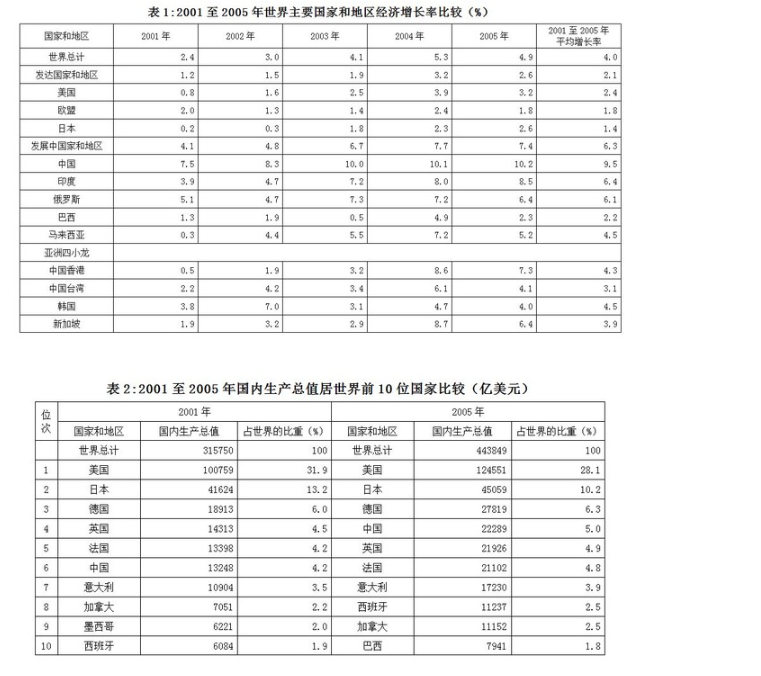 表 1:2001 至 2005 年世界主要国家和地区经济增长率比较（%）
国家和地区 2001 年 2002 年 2003 年 2004 年 2005 年 2001 至 2005 年平均增长率
世界总计 2.4 3.0 4.1 5.3 4.9 4.0
发达国家和地区 1.2 1.5 1.9 3.2 2.6 2.1
美国 0.8 1.6 2.5 3.9 3.2 2.4
欧盟 2.0 1.3 1.4 2.4 1.8 1.8
日本 0.2 0.3 1.8 2.3 2.6 1.4
发展中国家和地区 4.1 4.8 6.7 7.7 7.4 6.3
中国 7.5 8.3 10.0 10.1 10.2 9.5
印度 3.9 4.7 7.2 8.0 8.5 6.4
俄罗斯 5.1 4.7 7.3 7.2 6.4 6.1
巴西 1.3 1.9 0.5 4.9 2.3 2.2
马来西亚 0.3 4.4 5.5 7.2 5.2 4.5
亚洲四小龙
中国香港 0.5 1.9 3.2 8.6 7.3 4.3
中国台湾 2.2 4.2 3.4 6.1 4.1 3.1
韩国 3.8 7.0 3.1 4.7 4.0 4.5
新加坡 1.9 3.2 2.9 8.7 6.4 3.9
表 2:2001 至 2005 年国内生产总值居世界前 10 位国家比较（亿美元）
位次 2001 年 2005 年
国家和地区 国内生产总值 占世界的比重（%） 国家和地区 国内生产总值 占世界的比重（%）
世界总计 315750 100 世界总计 443849 100
1 美国 100759 31.9 美国 124551 28.1
2 日本 41624 13.2 日本 45059 10.2
3 德国 18913 6.0 德国 27819 6.3
4 英国 14313 4.5 中国 22289 5.0
5 法国 13398 4.2 英国 21926 4.9
6 中国 13248 4.2 法国 21102 4.8
7 意大利 10904 3.5 意大利 17230 3.9
8 加拿大 7051 2.2 西班牙 11237 2.5
9 墨西哥 6221 2.0 加拿大 11152 2.5
10 西班牙 6084 1.9 巴西 7941 1.8